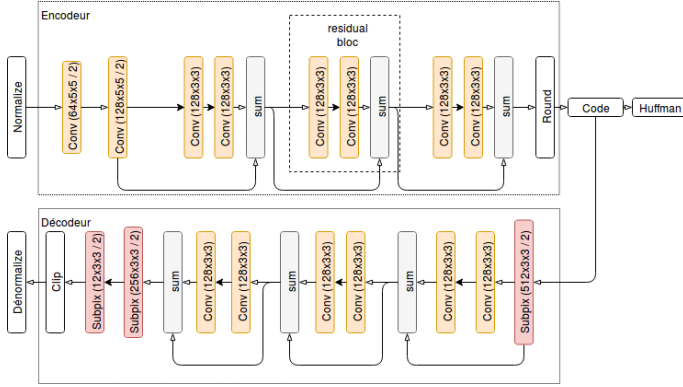 Encodeur
Normalize
Conv (64x5x5 / 2)
Conv (128x5x5 / 2)
Conv (128x3x3)
Conv (128x3x3)
sum
residual
bloc
Conv (128x3x3)
Conv (128x3x3)
sum
Conv (128x3x3)
Conv (128x3x3)
sum
Round
Code
Huffman
Décodeur
Dénormalize
Clip
Subpix (12x3x3 / 2)
Subpix (256x3x3 / 2)
sum
Conv (128x3x3)
Conv (128x3x3)
sum
Conv (128x3x3)
Conv (128x3x3)
sum
Conv (128x3x3)
Conv (128x3x3)
Subpix (512x3x3 / 2)